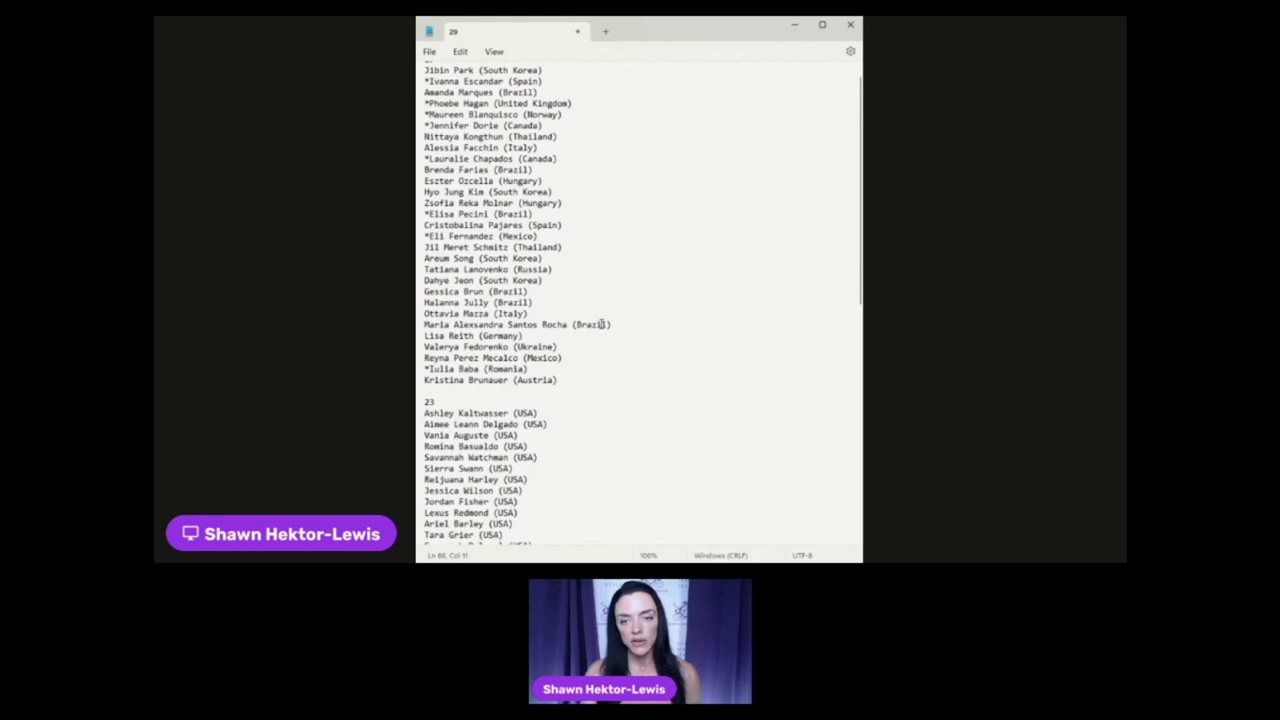 29
File Edit View
Jibin Park (South Korea)
*Ivanna Escandar (Spain)
Amanda Marques (Brazil)
*Phoebe Hagan (United Kingdom)
*Maureen Blanquisco (Norway)
*Jennifer Dorie (Canada)
Nittaya Kongthun (Thailand)
Alessia Facchin (Italy)
*Lauralie Chapados (Canada)
Brenda Farias (Brazil)
Eszter Ozcella (Hungary)
Hyo Jung Kim (South Korea)
Zsofia Reka Molnar (Hungary)
*Elisa Pecini (Brazil)
Cristobalina Pajares (Spain)
*Eli Fernandez (Mexico)
Jil Meret Schmitz (Thailand)
Areum Song (South Korea)
Tatiana Lanovenko (Russia)
Dahye Jeon (South Korea)
Gessica Brun (Brazil)
Halanna Jully (Brazil)
Ottavia Mazza (Italy)
Maria Alexsandra Santos Rocha (Brazil)
Lisa Reith (Germany)
Valerya Fedorenko (Ukraine)
Reyna Perez Mecalco (Mexico)
*Iulia Baba (Romania)
Kristina Brunauer (Austria)
23
Ashley Kaltwasser (USA)
Aimee Leann Delgado (USA)
Vania Auguste (USA)
Romina Basualdo (USA)
Savannah Watchman (USA)
Sierra Swann (USA)
Reijuana Harley (USA)
Jessica Wilson (USA)
Jordan Fisher (USA)
Lexus Redmond (USA)
Ariel Barley (USA)
Tara Grier (USA)
Ln 66, Col 11 100% Windows (CRLF) UTF-8
Shawn Hektor-Lewis
Shawn Hektor-Lewis